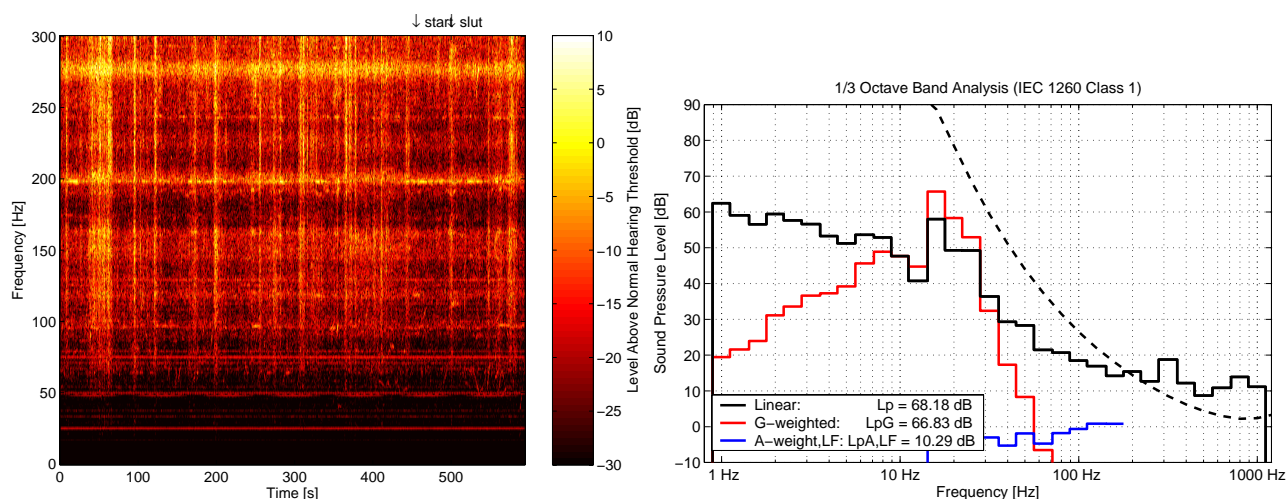 ↓ start↓ slut
300
250
200
150
100
50
0
Frequency [Hz]
0
100
200
300
400
500
Time [s]
10
5
0
−5
−10
−15
−20
−25
−30
Level Above Normal Hearing Threshold [dB]
1/3 Octave Band Analysis (IEC 1260 Class 1)
90
80
70
60
50
40
30
20
10
0
−10
Sound Pressure Level [dB]
Linear: Lp = 68.18 dB
G−weighted: LpG = 66.83 dB
A−weight,LF: LpA,LF = 10.29 dB
1 Hz
10 Hz
100 Hz
1000 Hz
Frequency [Hz]